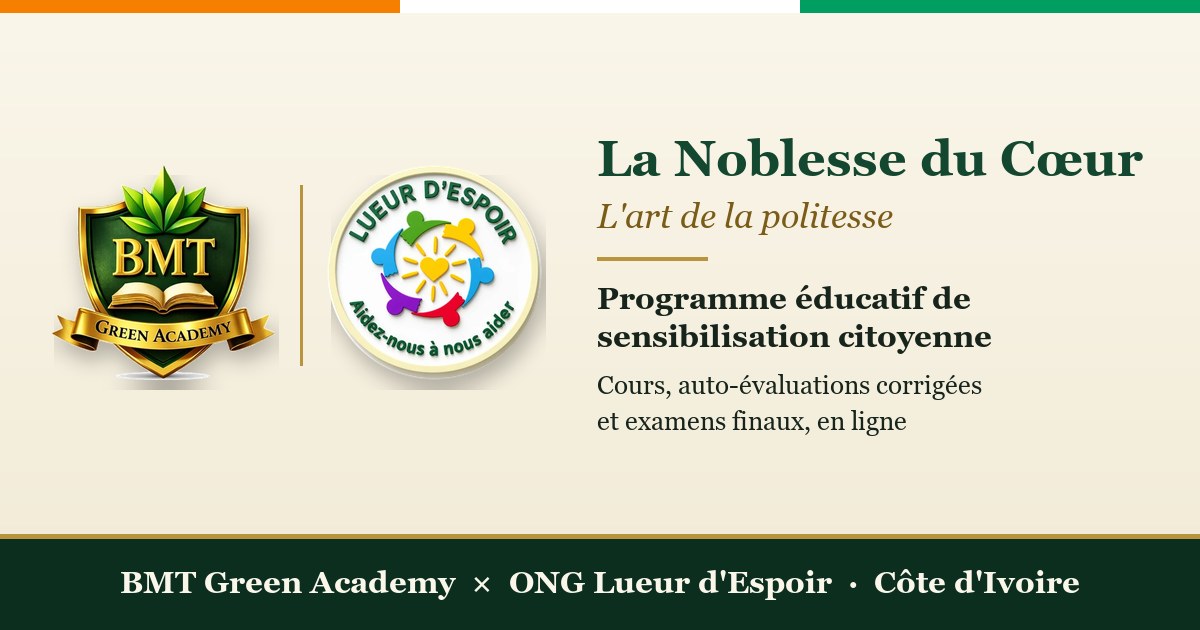 BMT
GREEN ACADEMY
LUEUR D'ESPOIR
Aidez-nous à nous aider
La Noblesse du Cœur
L'art de la politesse
Programme éducatif de
sensibilisation citoyenne
Cours, auto-évaluations corrigées
et examens finaux, en ligne
BMT Green Academy × ONG Lueur d'Espoir · Côte d'Ivoire